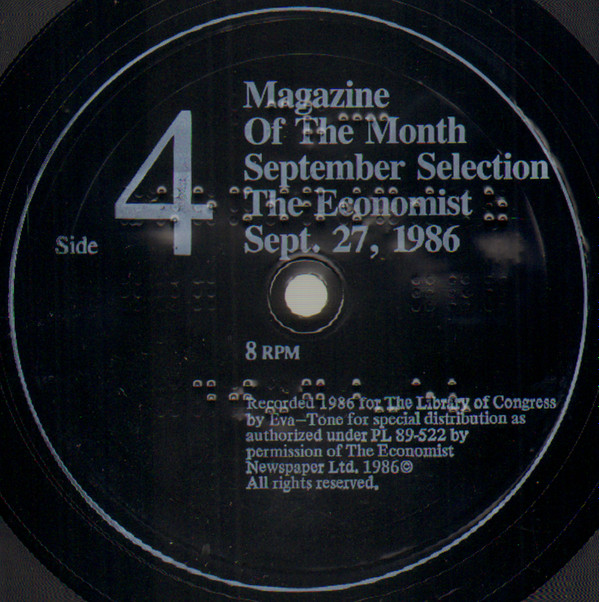 Magazine
Of The Month
September Selection
The Economist
Sept. 27, 1986
Side 4
8 RPM
Recorded 1986 for The Library of Congress
by Eva–Tone for special distribution as
authorized under PL 89-522 by
permission of The Economist
Newspaper Ltd. 1986©
All rights reserved.